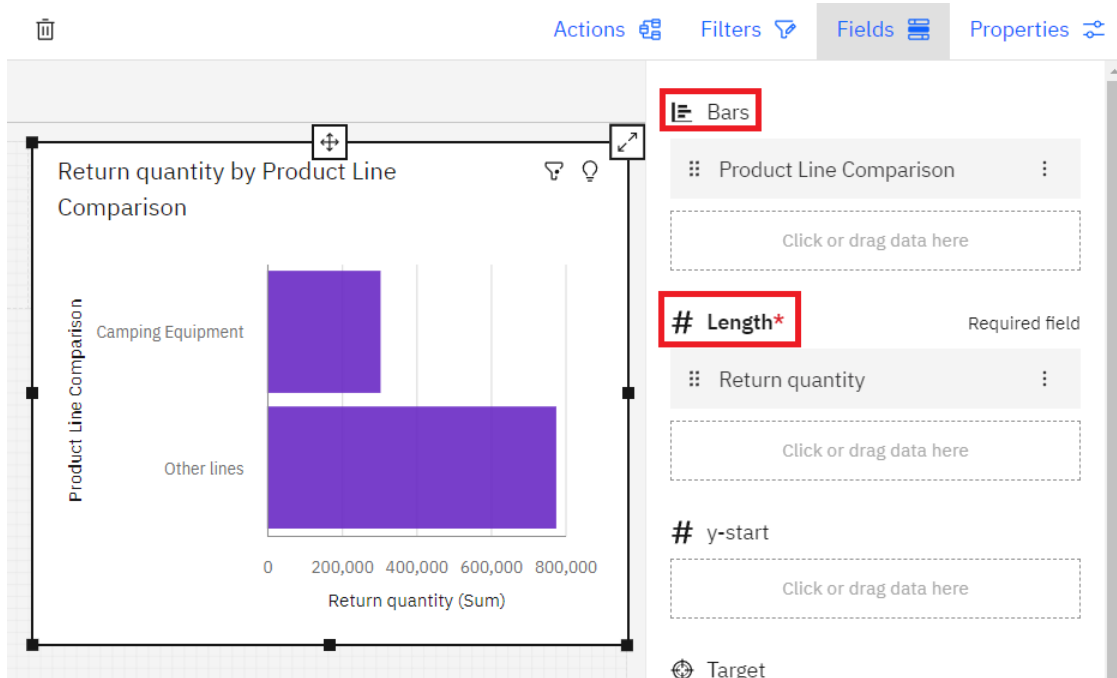 Actions
Filters
Fields
Properties
Return quantity by Product Line
Comparison
Product Line Comparison
Camping Equipment
Other lines
0 200,000 400,000 600,000 800,000
Return quantity (Sum)
Bars
Product Line Comparison
Click or drag data here
# Length*
Required field
Return quantity
Click or drag data here
# y-start
Click or drag data here
Target